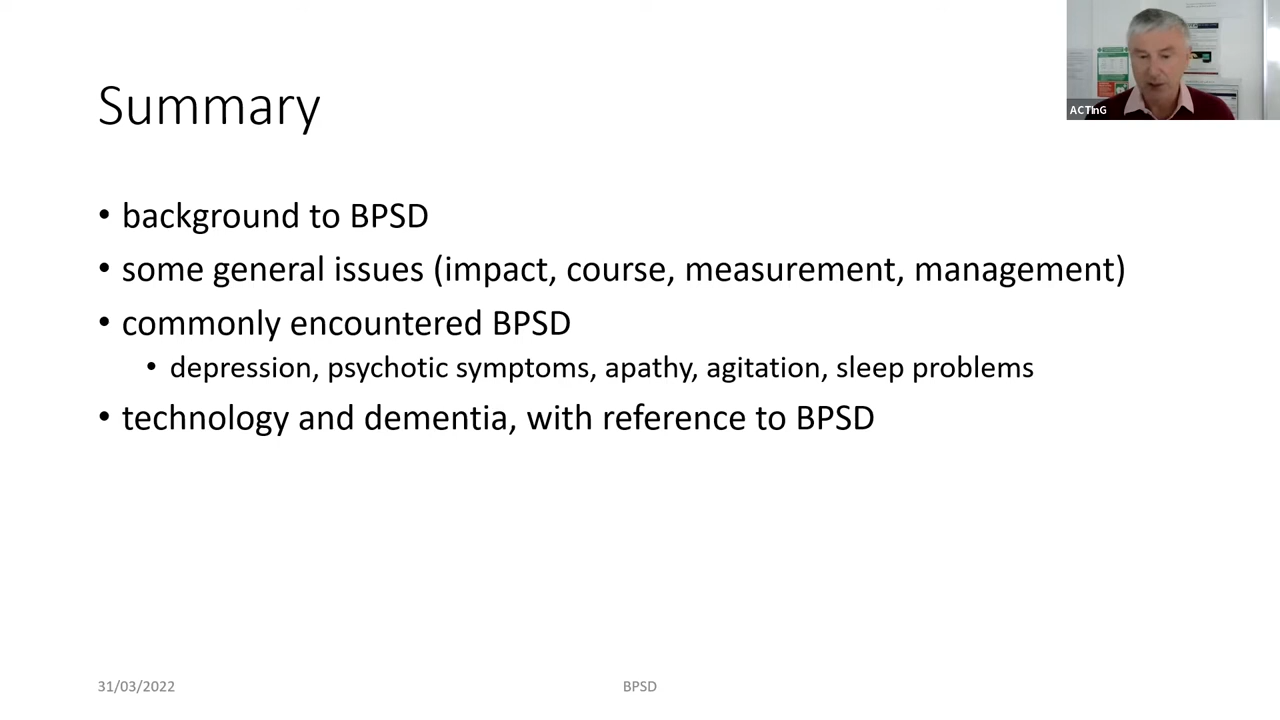 Summary
ACTInG
• background to BPSD
• some general issues (impact, course, measurement, management)
• commonly encountered BPSD
• depression, psychotic symptoms, apathy, agitation, sleep problems
• technology and dementia, with reference to BPSD
31/03/2022
BPSD